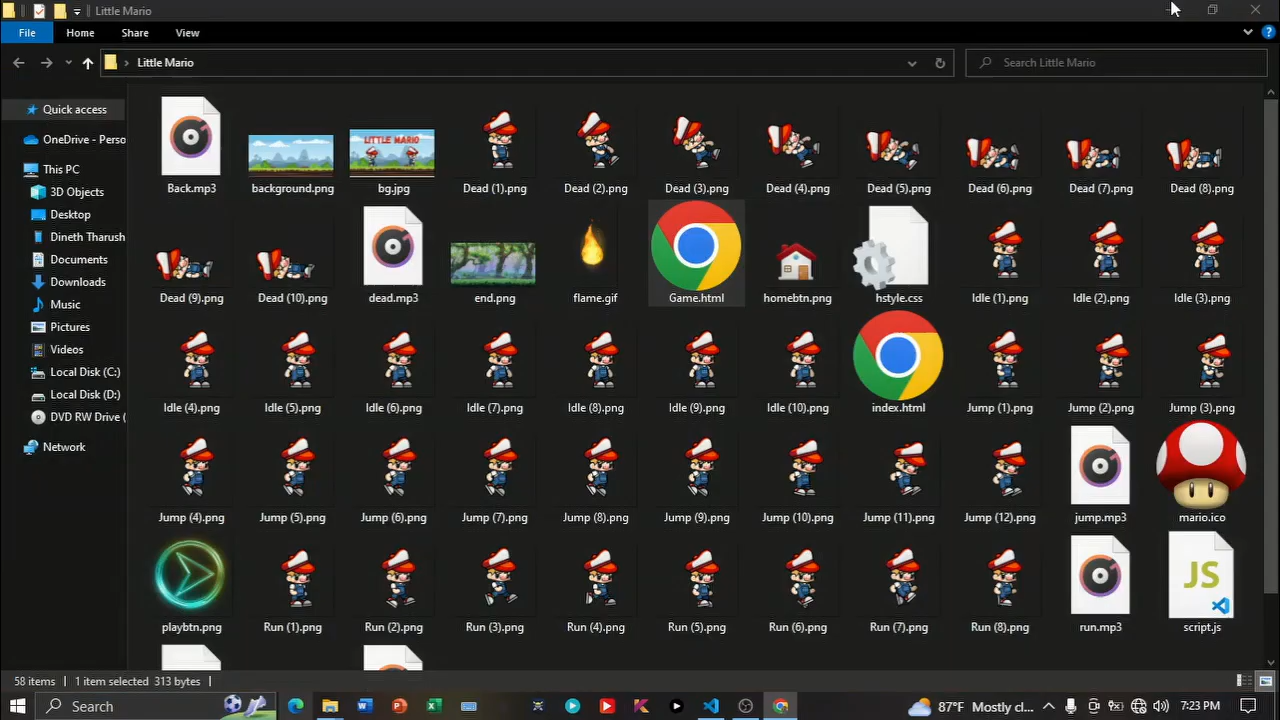 Little Mario
File Home Share View
Little Mario
Search Little Mario
Quick access
OneDrive - Perso
This PC
3D Objects
Desktop
Dineth Tharush
Documents
Downloads
Music
Pictures
Videos
Local Disk (C:)
Local Disk (D:)
DVD RW Drive (
Network
LITTLE MARIO
Back.mp3 background.png bg.jpg Dead (1).png Dead (2).png Dead (3).png Dead (4).png Dead (5).png Dead (6).png Dead (7).png Dead (8).png
Dead (9).png Dead (10).png dead.mp3 end.png flame.gif Game.html homebtn.png hstyle.css Idle (1).png Idle (2).png Idle (3).png
Idle (4).png Idle (5).png Idle (6).png Idle (7).png Idle (8).png Idle (9).png Idle (10).png index.html Jump (1).png Jump (2).png Jump (3).png
Jump (4).png Jump (5).png Jump (6).png Jump (7).png Jump (8).png Jump (9).png Jump (10).png Jump (11).png Jump (12).png jump.mp3 mario.ico
JS
playbtn.png Run (1).png Run (2).png Run (3).png Run (4).png Run (5).png Run (6).png Run (7).png Run (8).png run.mp3 script.js
58 items 1 item selected 313 bytes
Search
87°F Mostly cl... 7:23 PM